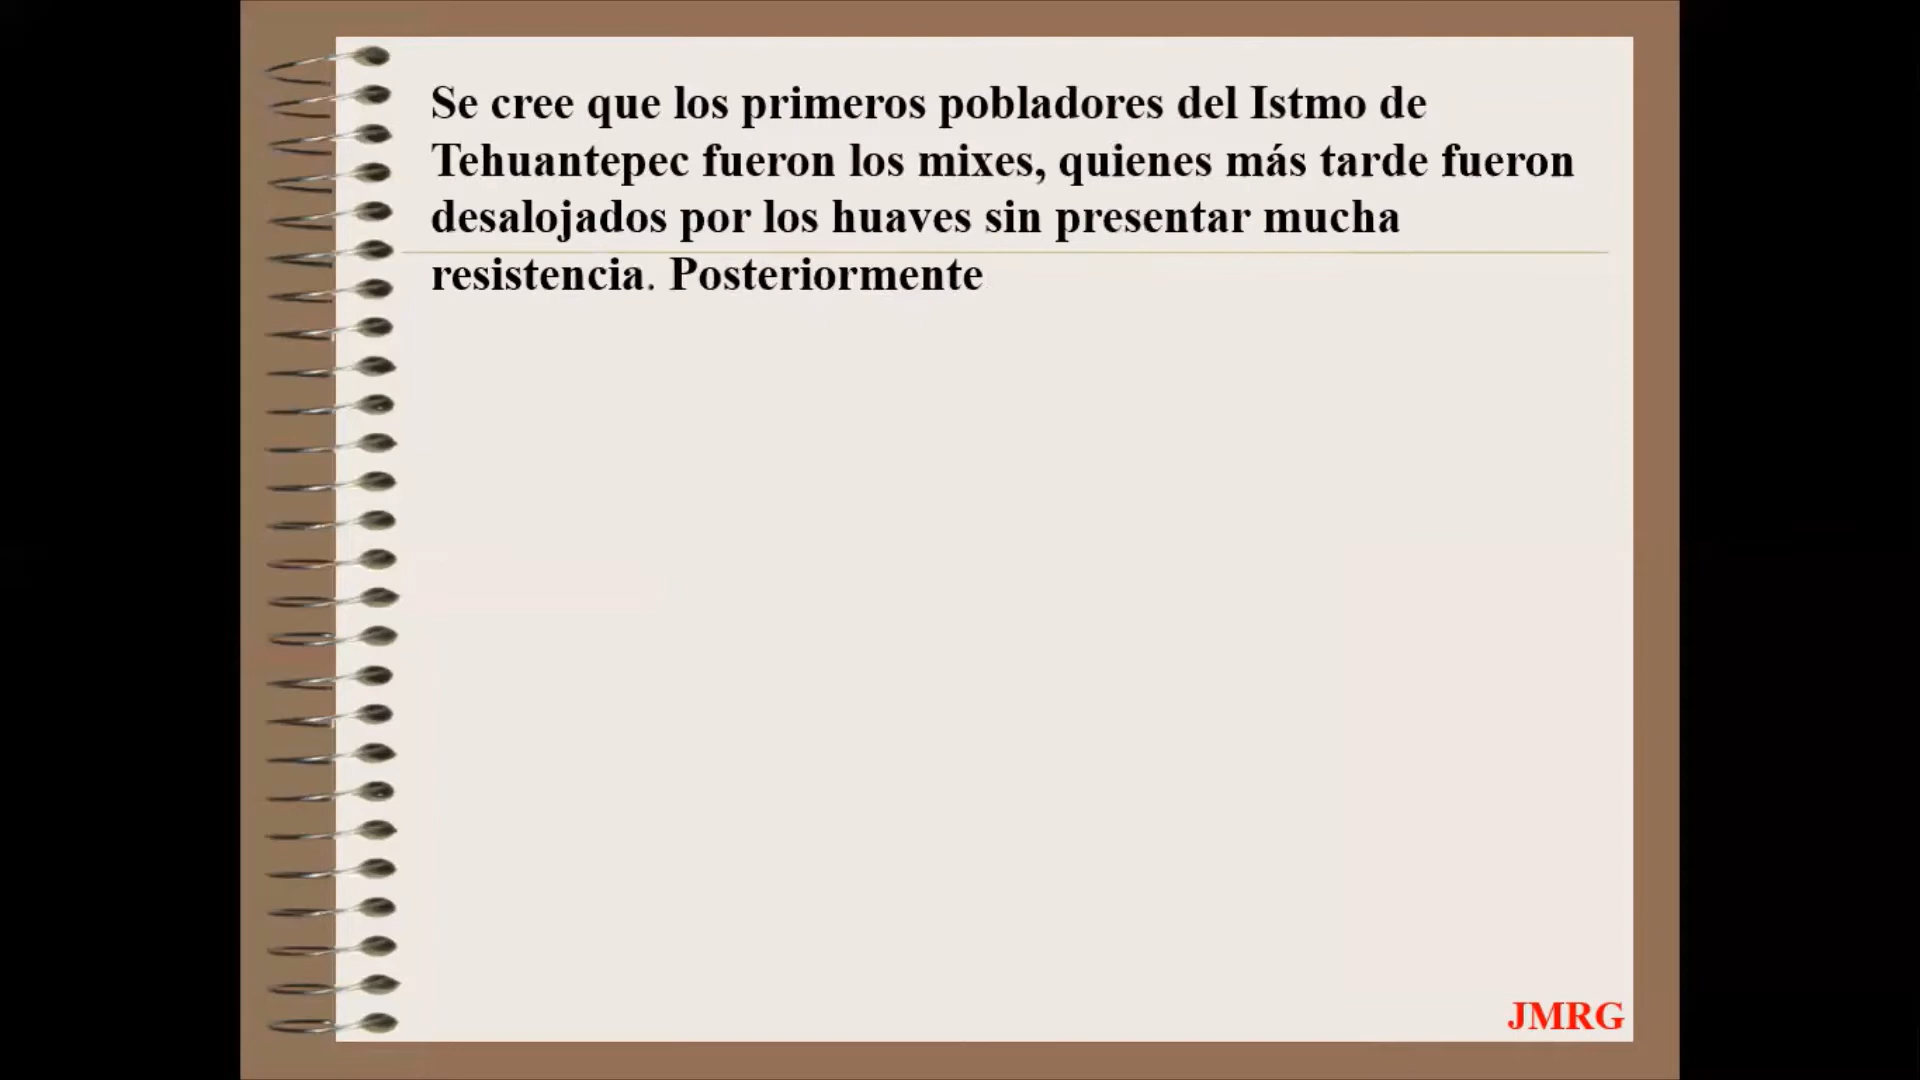 Se cree que los primeros pobladores del Istmo de
Tehuantepec fueron los mixes, quienes más tarde fueron
desalojados por los huaves sin presentar mucha
resistencia. Posteriormente
JMRG